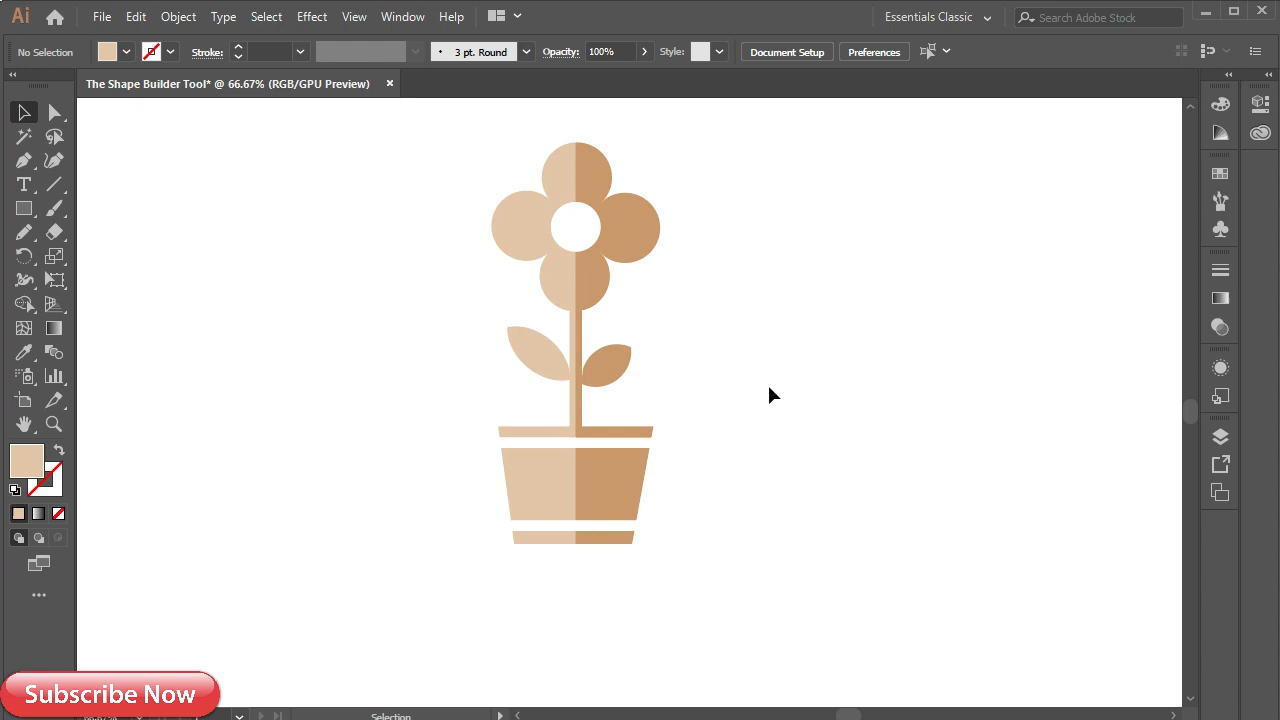 Ai File Edit Object Type Select Effect View Window Help Essentials Classic Search Adobe Stock
No Selection Stroke: 3 pt. Round Opacity: 100% Style: Document Setup Preferences
The Shape Builder Tool* @ 66.67% (RGB/GPU Preview)
Subscribe Now
66.67% Selection